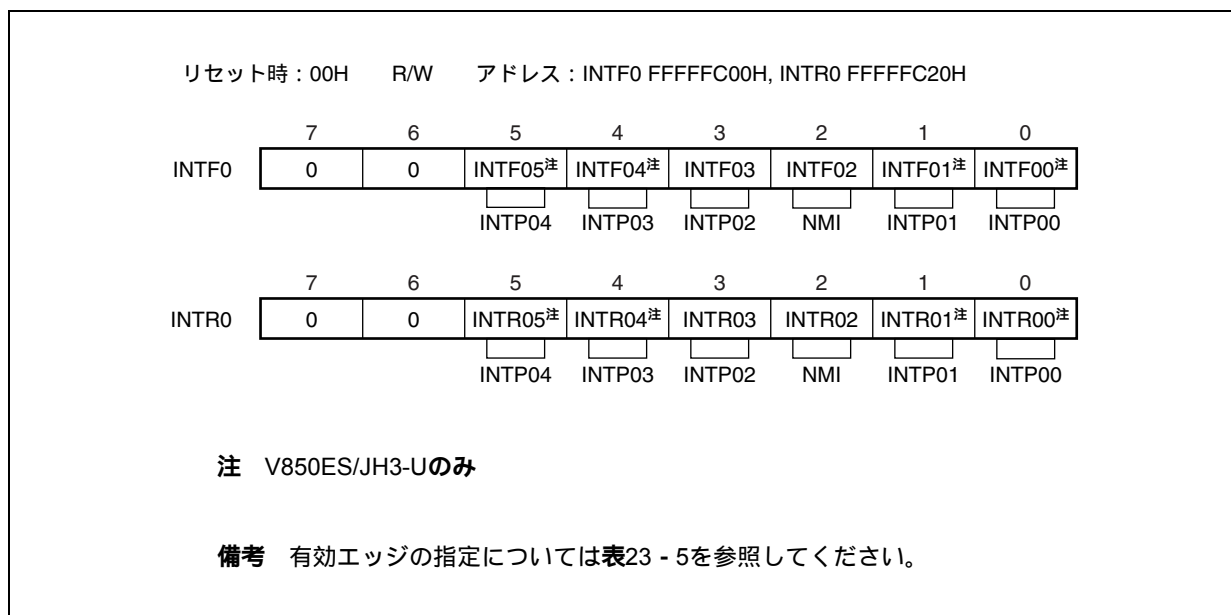 リセット時：00H R/W アドレス：INTF0 FFFFFC00H, INTR0 FFFFFC20H
7 6 5 4 3 2 1 0
INTF0 0 0 INTF05注 INTF04注 INTF03 INTF02 INTF01注 INTF00注
INTP04 INTP03 INTP02 NMI INTP01 INTP00
7 6 5 4 3 2 1 0
INTR0 0 0 INTR05注 INTR04注 INTR03 INTR02 INTR01注 INTR00注
INTP04 INTP03 INTP02 NMI INTP01 INTP00
注 V850ES/JH3-Uのみ
備考 有効エッジの指定については表23 - 5を参照してください。